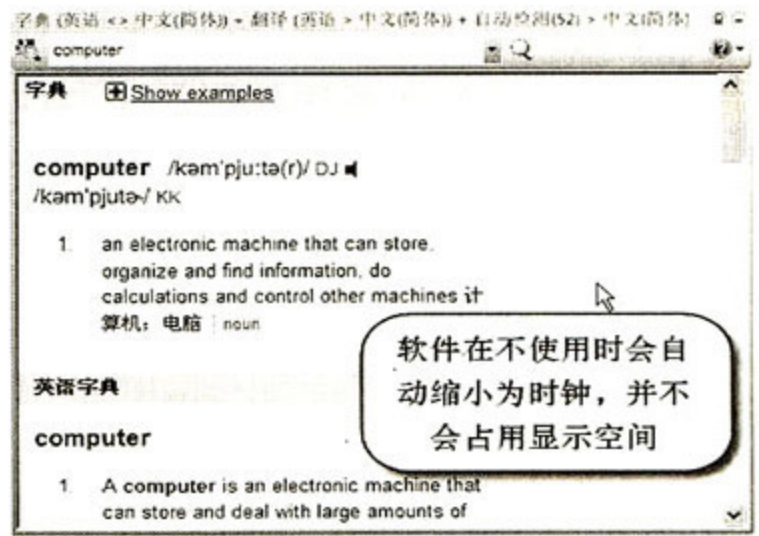 字典 (英语 <> 中文(简体)) - 翻译 (英语 > 中文(简体)) + 自动检测(52) > 中文(简体)
computer
字典 Show examples
computer /kəm'pju:tə(r)/ DJ
/kəm'pjutɚ/ KK
1. an electronic machine that can store,
organize and find information, do
calculations and control other machines 计
算机；电脑 noun
软件在不使用时会自
动缩小为时钟，并不
会占用显示空间
英语字典
computer
1. A computer is an electronic machine that
can store and deal with large amounts of